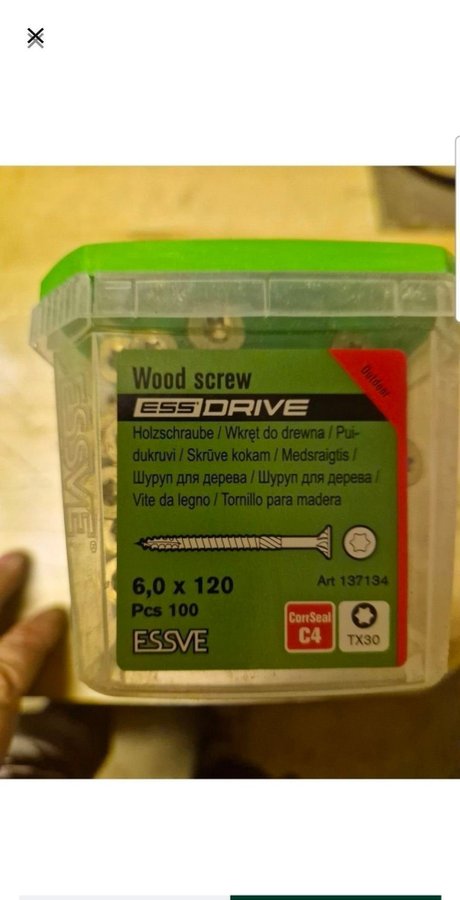 Wood screw
ESSDRIVE
Outdoor
Holzschraube / Wkręt do drewna / Pui-
dukruvi / Skrūve kokam / Medsraigtis /
Шуруп для дерева / Шуруп для дерева /
Vite da legno / Tornillo para madera
6,0 x 120
Art 137134
Pcs 100
CorrSeal
C4
TX30
ESSVE
ESSVE